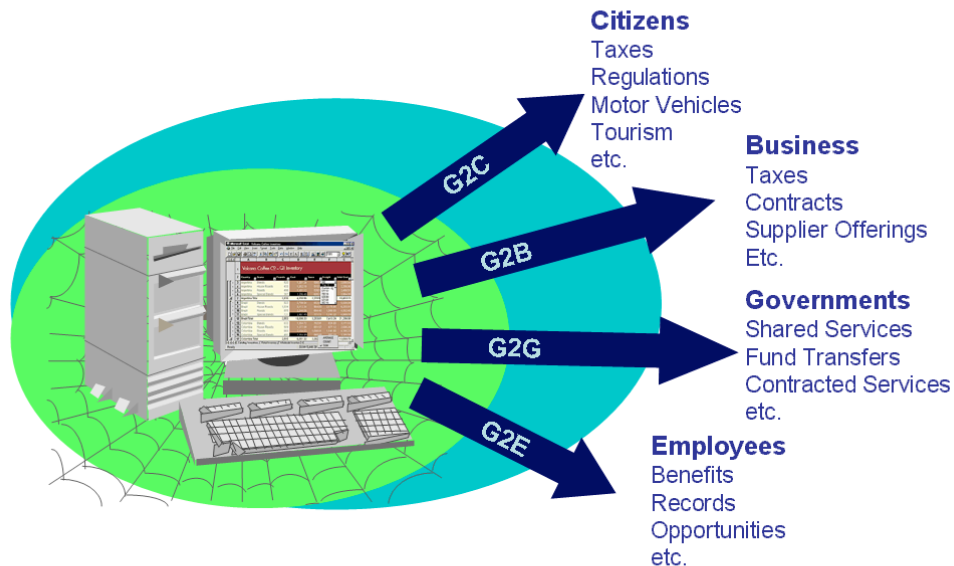 Citizens
Taxes
Regulations
Motor Vehicles
Tourism
etc.
G2C
Business
Taxes
Contracts
Supplier Offerings
Etc.
G2B
Governments
Shared Services
Fund Transfers
Contracted Services
etc.
G2G
Employees
Benefits
Records
Opportunities
etc.
G2E